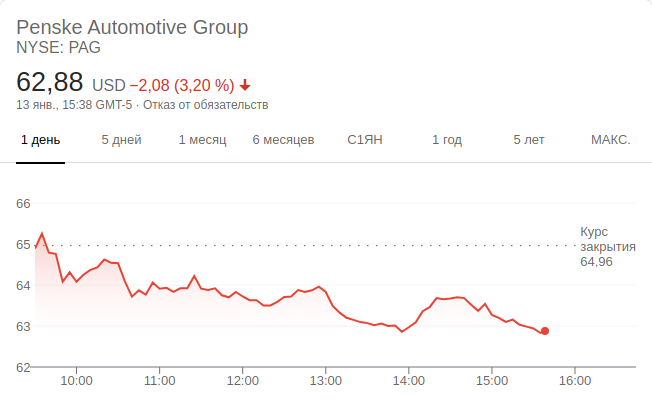 Penske Automotive Group
NYSE: PAG
62,88 USD −2,08 (3,20 %)
13 янв., 15:38 GMT-5 · Отказ от обязательств
1 день 5 дней 1 месяц 6 месяцев С1ЯН 1 год 5 лет МАКС.
66
65
64
63
62
Курс
закрытия
64,96
10:00 11:00 12:00 13:00 14:00 15:00 16:00